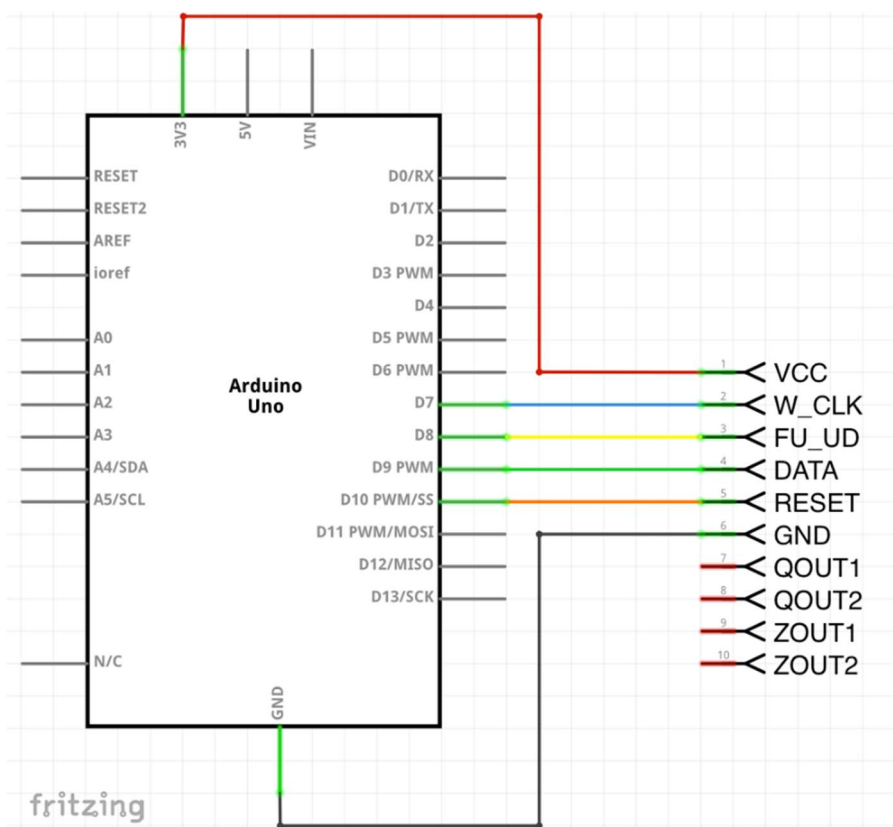 3V3
5V
VIN
RESET
RESET2
AREF
ioref
A0
A1
A2
A3
A4/SDA
A5/SCL
N/C
Arduino
Uno
D0/RX
D1/TX
D2
D3 PWM
D4
D5 PWM
D6 PWM
D7
D8
D9 PWM
D10 PWM/SS
D11 PWM/MOSI
D12/MISO
D13/SCK
GND
1 VCC
2 W_CLK
3 FU_UD
4 DATA
5 RESET
6 GND
7 QOUT1
8 QOUT2
9 ZOUT1
10 ZOUT2
fritzing